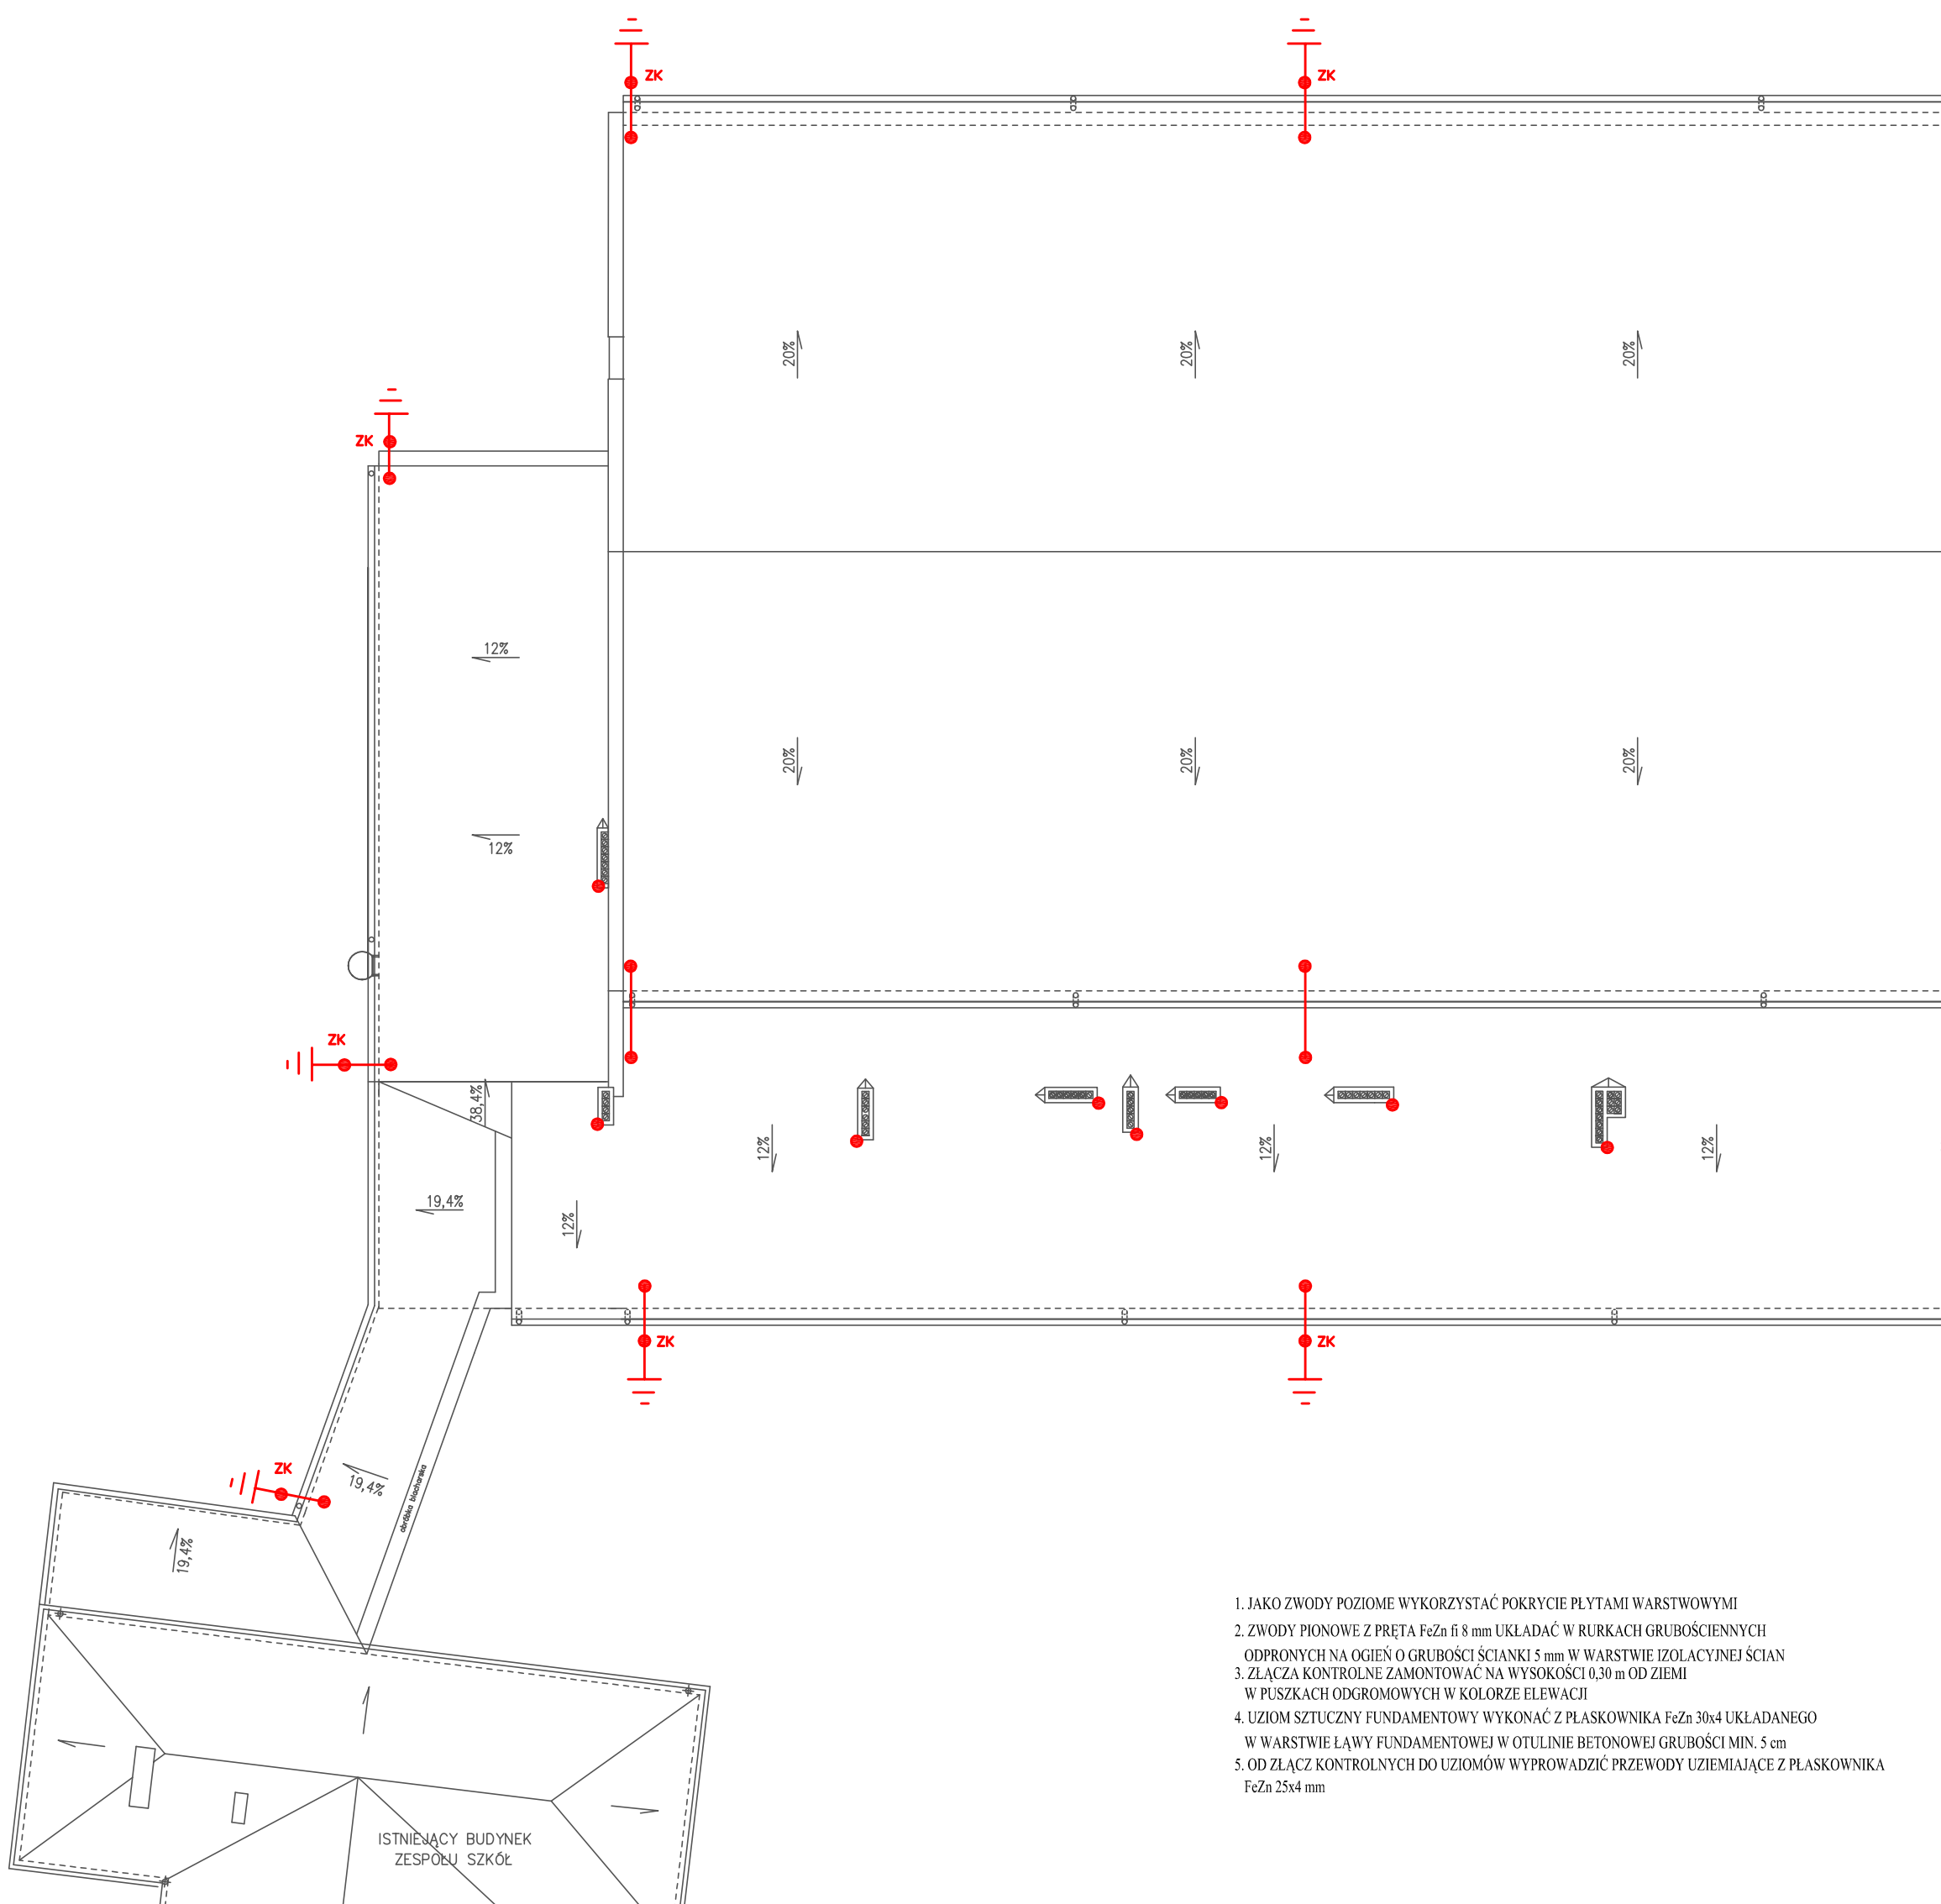 ZK
ZK
20%
20%
20%
ZK
12%
20%
20%
20%
12%
ZK
38,4%
12%
12%
12%
19,4%
12%
ZK
ZK
ZK
19,4%
obróbka blacharska
19,4%
1. JAKO ZWODY POZIOME WYKORZYSTAĆ POKRYCIE PŁYTAMI WARSTWOWYMI
2. ZWODY PIONOWE Z PRĘTA FeZn fi 8 mm UKŁADAĆ W RURKACH GRUBOŚCIENNYCH
ODPRONYCH NA OGIEŃ O GRUBOŚCI ŚCIANKI 5 mm W WARSTWIE IZOLACYJNEJ ŚCIAN
3. ZŁĄCZA KONTROLNE ZAMONTOWAĆ NA WYSOKOŚCI 0,30 m OD ZIEMI
W PUSZKACH ODGROMOWYCH W KOLORZE ELEWACJI
4. UZIOM SZTUCZNY FUNDAMENTOWY WYKONAĆ Z PŁASKOWNIKA FeZn 30x4 UKŁADANEGO
W WARSTWIE ŁĄWY FUNDAMENTOWEJ W OTULINIE BETONOWEJ GRUBOŚCI MIN. 5 cm
5. OD ZŁĄCZ KONTROLNYCH DO UZIOMÓW WYPROWADZIĆ PRZEWODY UZIEMIAJĄCE Z PŁASKOWNIKA
FeZn 25x4 mm
ISTNIEJĄCY BUDYNEK
ZESPOŁU SZKÓŁ